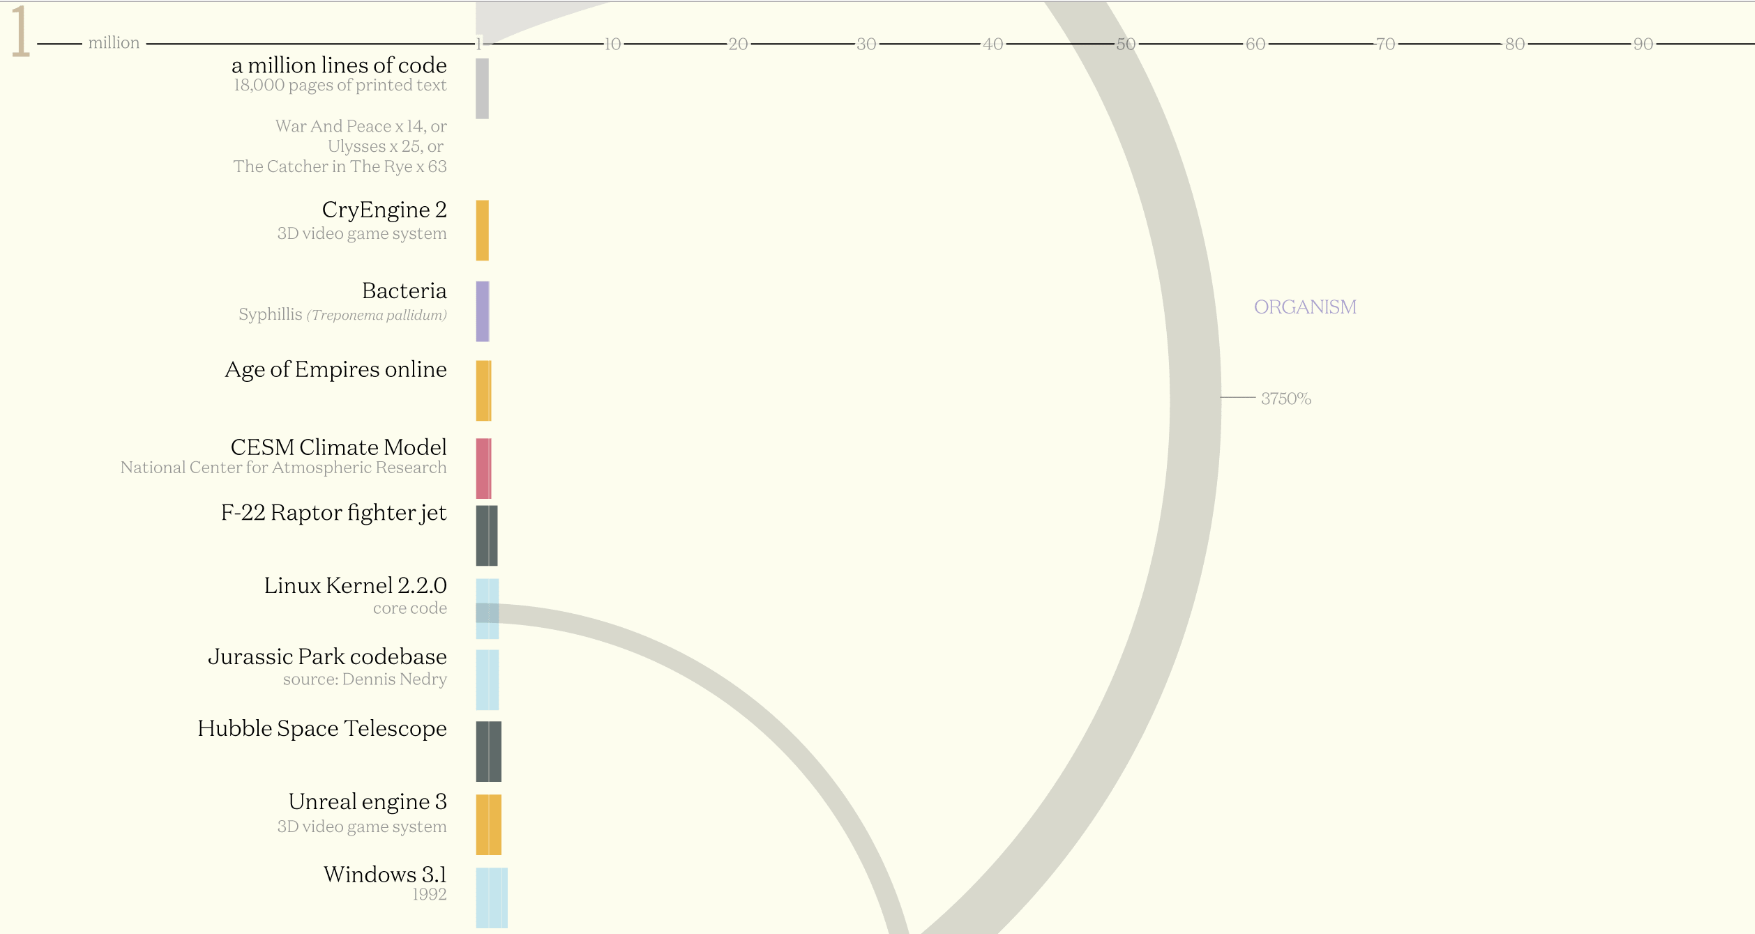 1
million 1 10 20 30 40 50 60 70 80 90
a million lines of code
18,000 pages of printed text
War And Peace x 14, or
Ulysses x 25, or
The Catcher in The Rye x 63
CryEngine 2
3D video game system
Bacteria
Syphillis (Treponema pallidum)
ORGANISM
Age of Empires online
3750%
CESM Climate Model
National Center for Atmospheric Research
F-22 Raptor fighter jet
Linux Kernel 2.2.0
core code
Jurassic Park codebase
source: Dennis Nedry
Hubble Space Telescope
Unreal engine 3
3D video game system
Windows 3.1
1992